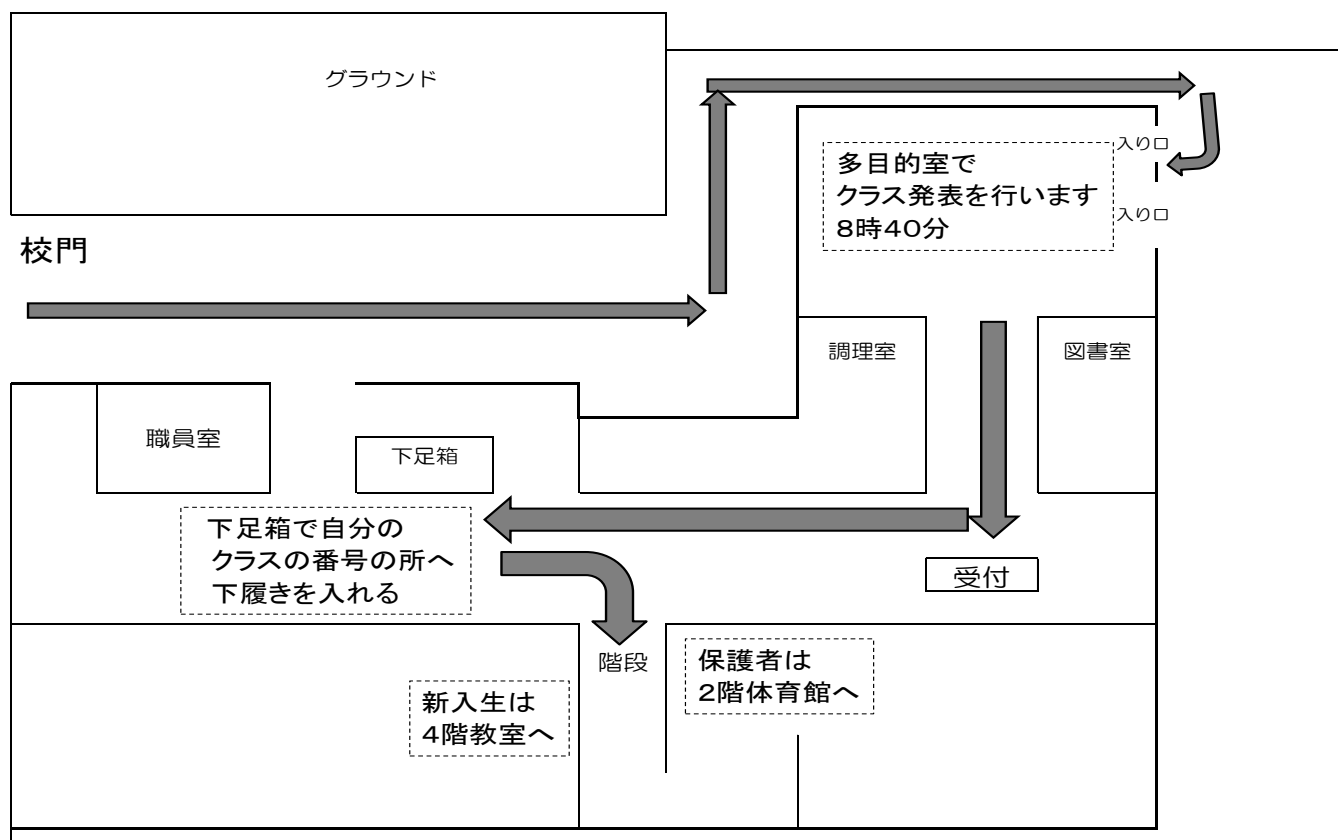 グラウンド
入り口
多目的室で
クラス発表を行います
8時40分
入り口
校門
調理室
図書室
職員室
下足箱
下足箱で自分の
クラスの番号の所へ
下履きを入れる
受付
階段
保護者は
2階体育館へ
新入生は
4階教室へ